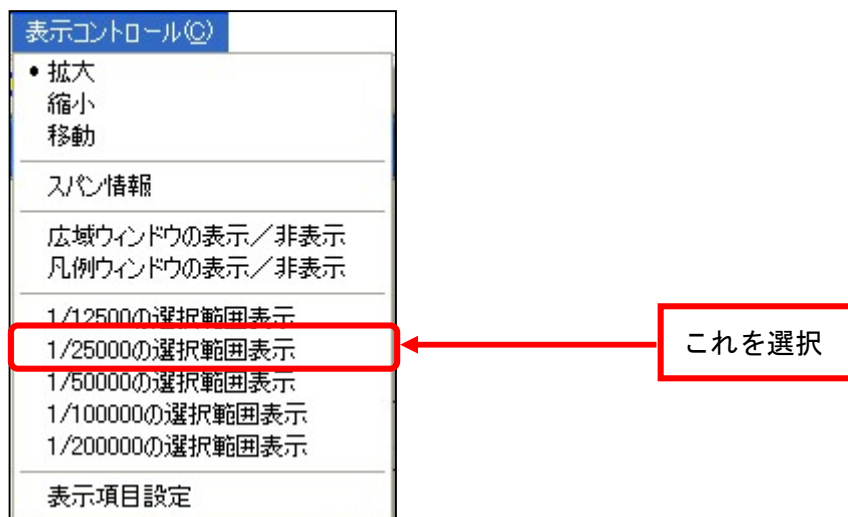 表示コントロール(C)
• 拡大
縮小
移動
スパン情報
広域ウィンドウの表示／非表示
凡例ウィンドウの表示／非表示
1/12500の選択範囲表示
1/25000の選択範囲表示
これを選択
1/50000の選択範囲表示
1/100000の選択範囲表示
1/200000の選択範囲表示
表示項目設定